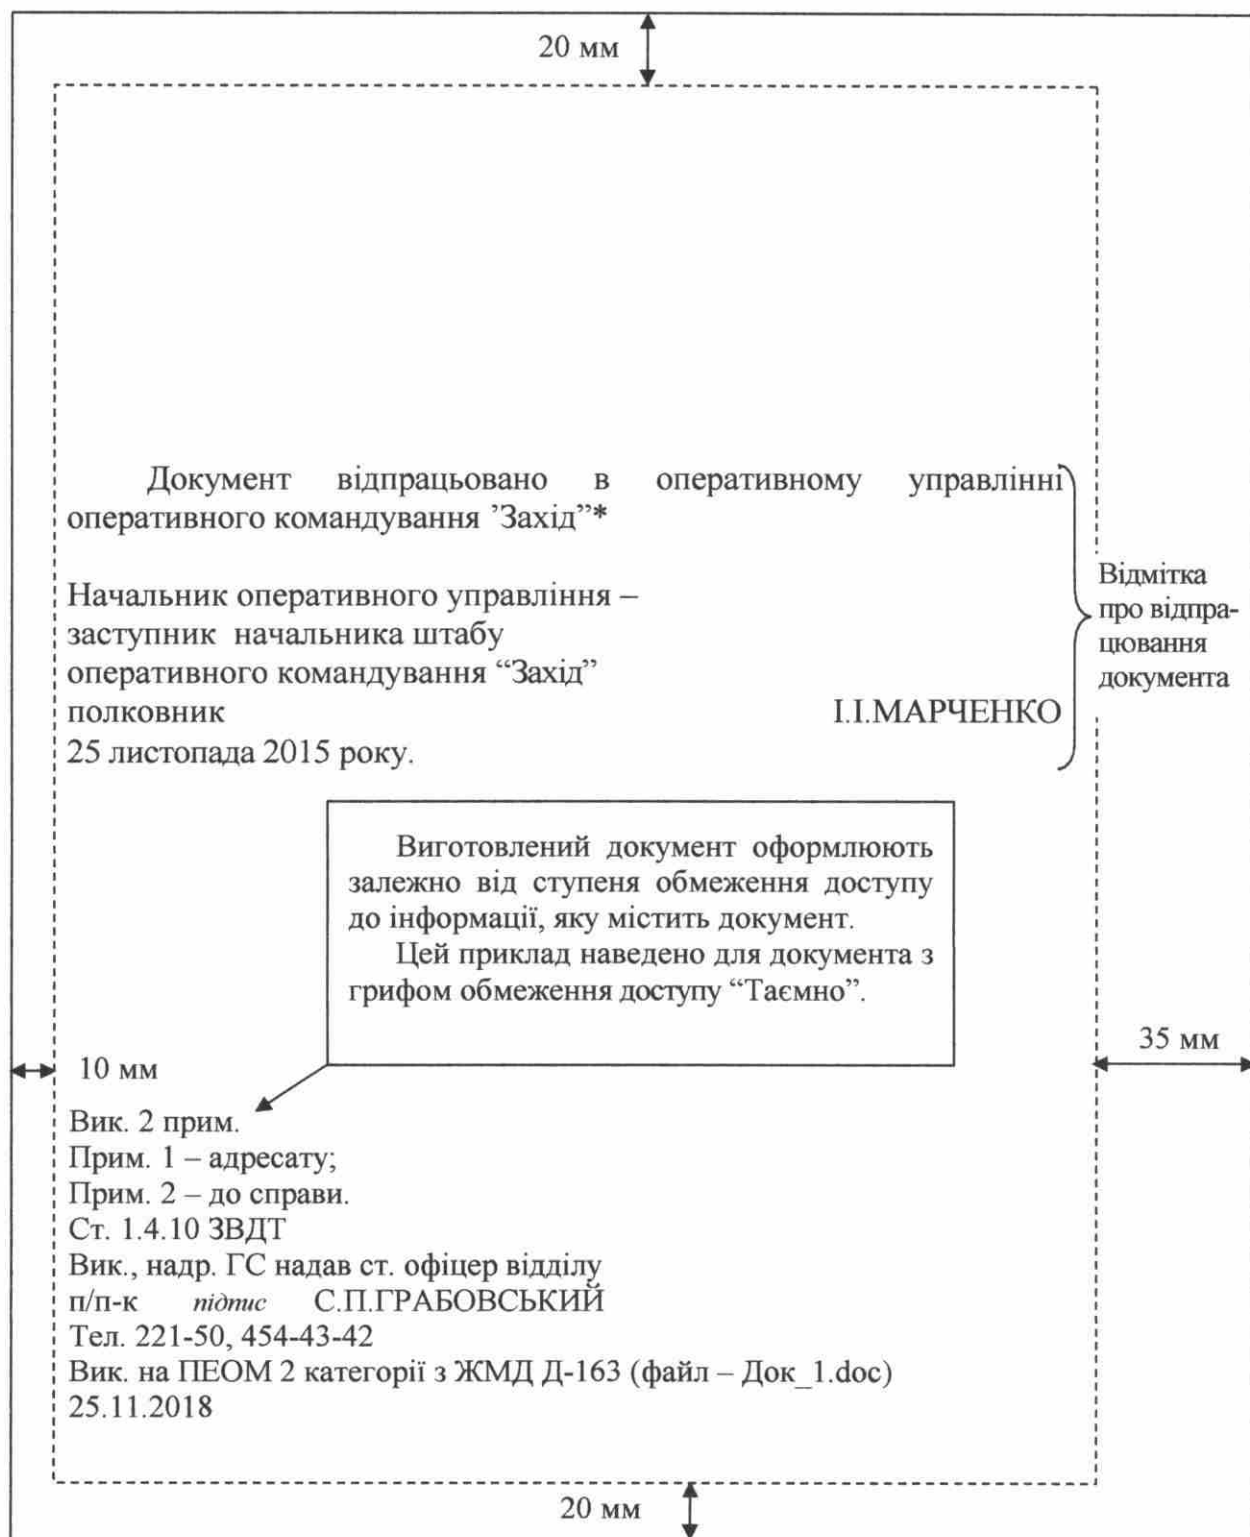 20 мм
Документ відпрацьовано в оперативному управлінні
оперативного командування ’Захід”*
Начальник оперативного управління –
заступник начальника штабу
оперативного командування “Захід”
полковник І.І.МАРЧЕНКО
25 листопада 2015 року.
Відмітка
про відпра-
цювання
документа
Виготовлений документ оформлюють
залежно від ступеня обмеження доступу
до інформації, яку містить документ.
Цей приклад наведено для документа з
грифом обмеження доступу “Таємно”.
35 мм
10 мм
Вик. 2 прим.
Прим. 1 – адресату;
Прим. 2 – до справи.
Ст. 1.4.10 ЗВДТ
Вик., надр. ГС надав ст. офіцер відділу
п/п-к підпис С.П.ГРАБОВСЬКИЙ
Тел. 221-50, 454-43-42
Вик. на ПЕОМ 2 категорії з ЖМД Д-163 (файл – Док_1.doc)
25.11.2018
20 мм